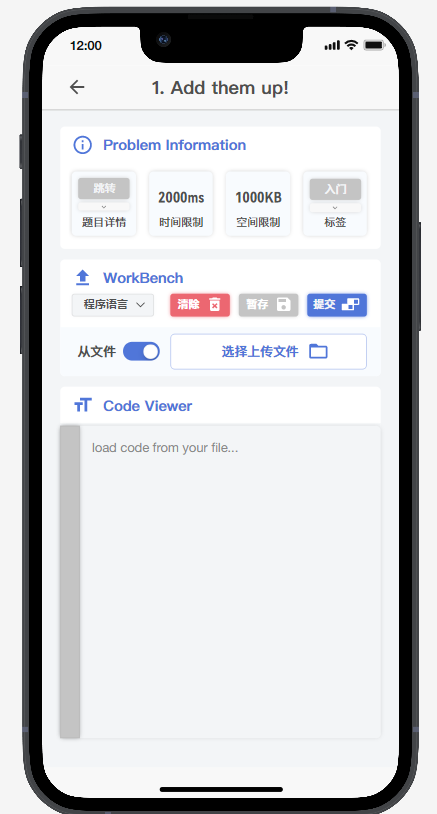 12:00
1. Add them up!
Problem Information
跳转
题目详情
2000ms
时间限制
1000KB
空间限制
入门
标签
WorkBench
程序语言
清除
暂存
提交
从文件
选择上传文件
Code Viewer
load code from your file...